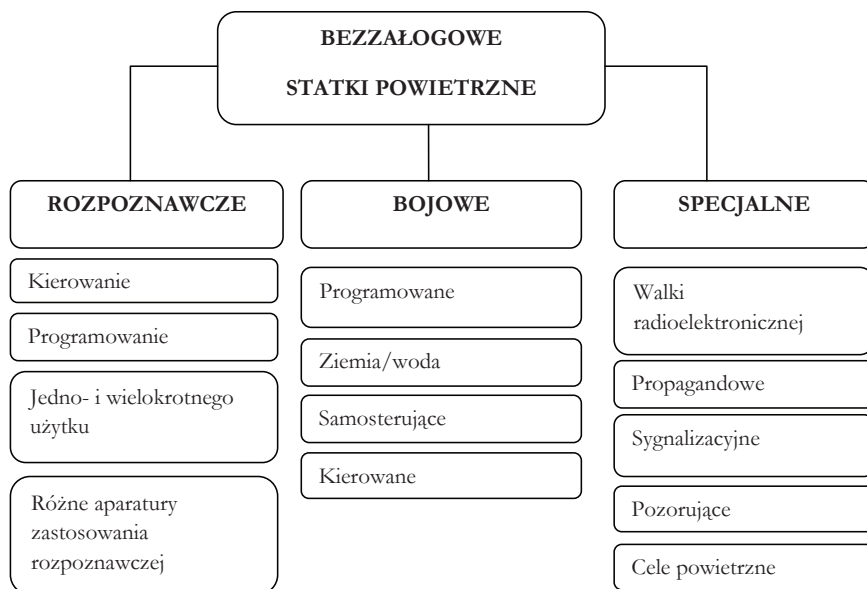 BEZZAŁOGOWE
STATKI POWIETRZNE
ROZPOZNAWCZE
Kierowanie
Programowanie
Jedno- i wielokrotnego
użytku
Różne aparatury
zastosowania
rozpoznawczej
BOJOWE
Programowane
Ziemia/woda
Samosterujące
Kierowane
SPECJALNE
Walki
radioelektronicznej
Propagandowe
Sygnalizacyjne
Pozorujące
Cele powietrzne